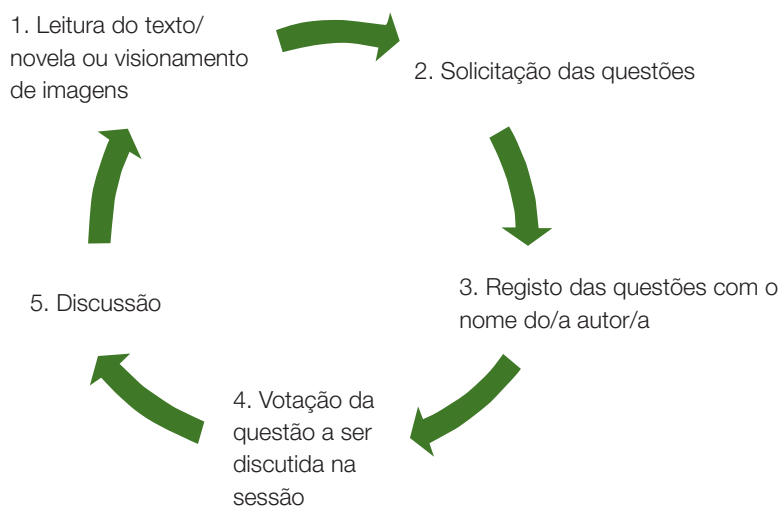 1. Leitura do texto/
novela ou visionamento
de imagens
2. Solicitação das questões
3. Registo das questões com o
nome do/a autor/a
4. Votação da
questão a ser
discutida na
sessão
5. Discussão